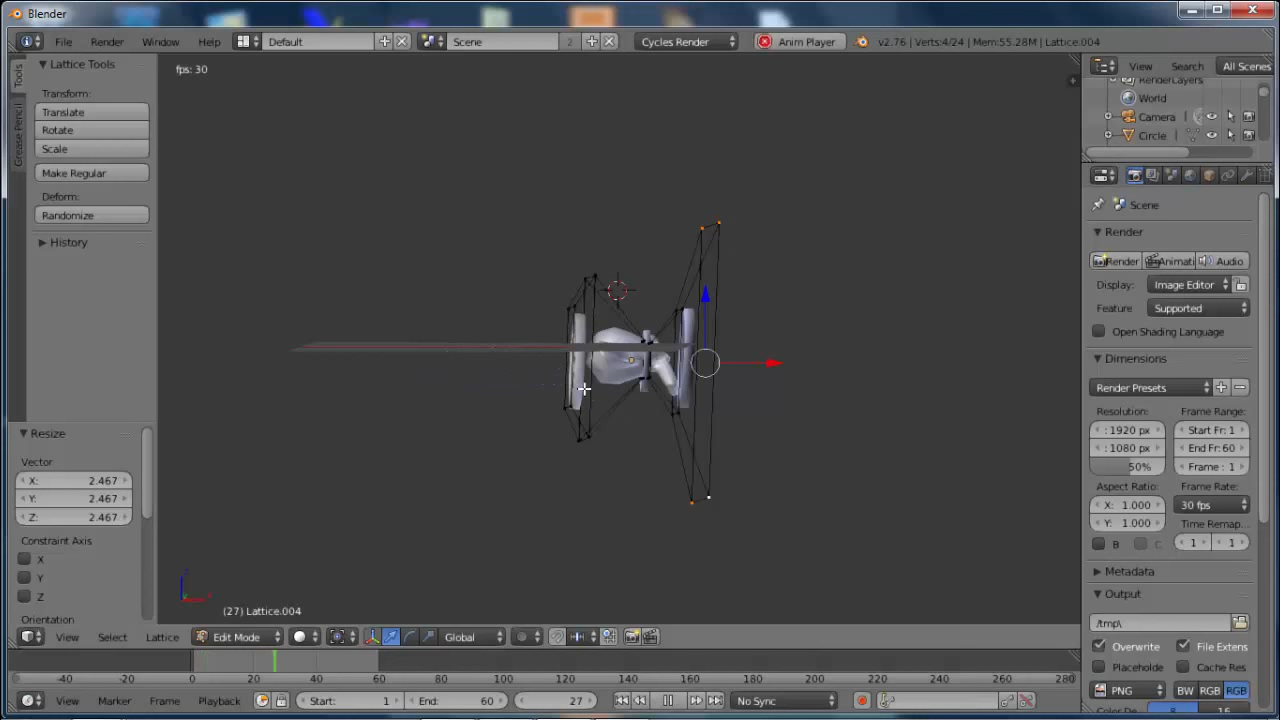 Blender
File Render Window Help Default Scene 2 Cycles Render Anim Player v2.76 | Verts:4/24 | Mem:55.28M | Lattice.004
fps: 30
Tools
Grease Pencil
Lattice Tools
Transform:
Translate
Rotate
Scale
Make Regular
Deform:
Randomize
History
Resize
Vector
X: 2.467
Y: 2.467
Z: 2.467
Constraint Axis
X
Y
Z
Orientation
(27) Lattice.004
View Select Lattice Edit Mode Global
-40 -20 0 20 40 60 80 100 120 140 160 180 200 220 240 260 280
View Marker Frame Playback Start: 1 End: 60 27 No Sync
View Search All Scenes
RenderLayers
World
Camera
Circle
Scene
Render
Render Animati Audio
Display: Image Editor
Feature Supported
Open Shading Language
Dimensions
Render Presets
Resolution: Frame Range:
: 1920 px Start Fr: 1
: 1080 px End Fr: 60
50% Frame : 1
Aspect Ratio: Frame Rate:
X: 1.000 30 fps
Y: 1.000 Time Remap...
B C 1 1
Metadata
Output
/tmp\
Overwrite File Extens
Placeholde Cache Res
PNG BW RGB RGB